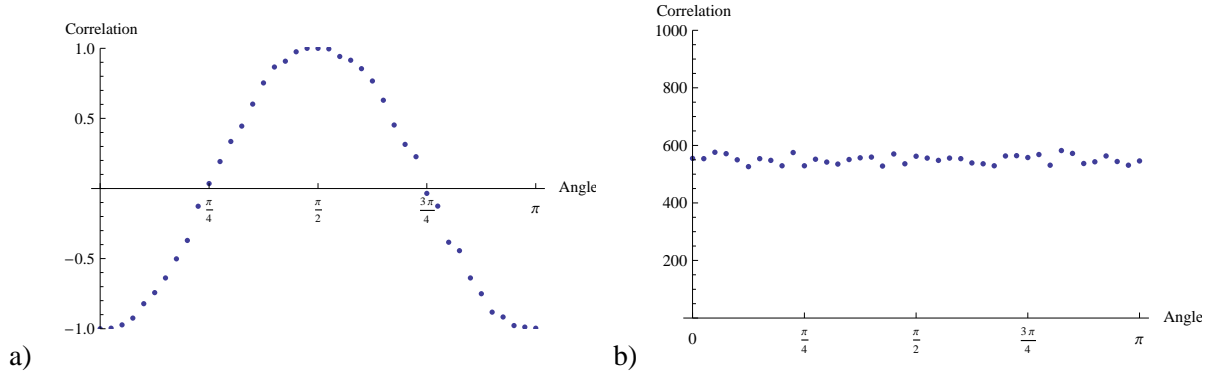 Correlation
1.0
0.5
−0.5
−1.0
π/4
π/2
3π/4
π
Angle
a)
Correlation
1000
800
600
400
200
0
π/4
π/2
3π/4
π
Angle
b)